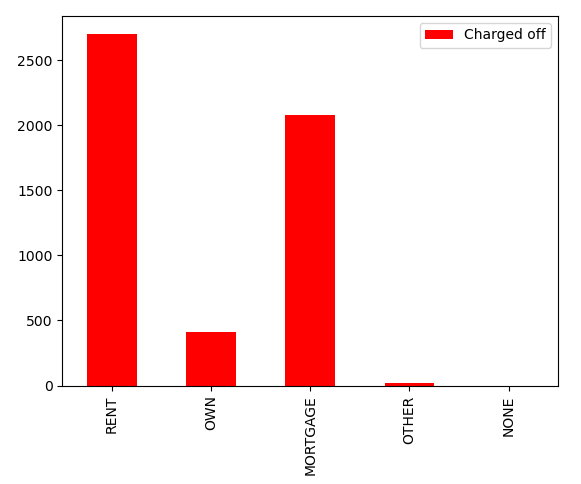 Charged off
2500
2000
1500
1000
500
0
RENT
OWN
MORTGAGE
OTHER
NONE